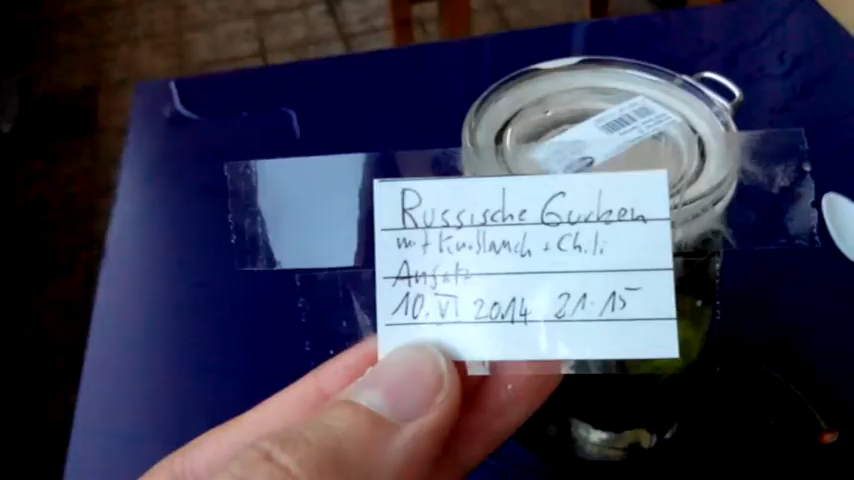 Russische Gurken
mit Knoblauch + Chili
Ansatz
10. VI 2014 21.15